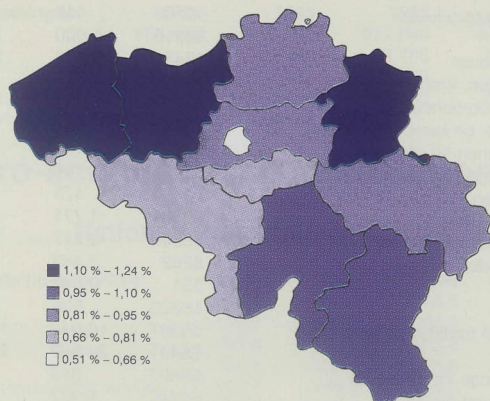 1,10 % – 1,24 %
0,95 % – 1,10 %
0,81 % – 0,95 %
0,66 % – 0,81 %
0,51 % – 0,66 %